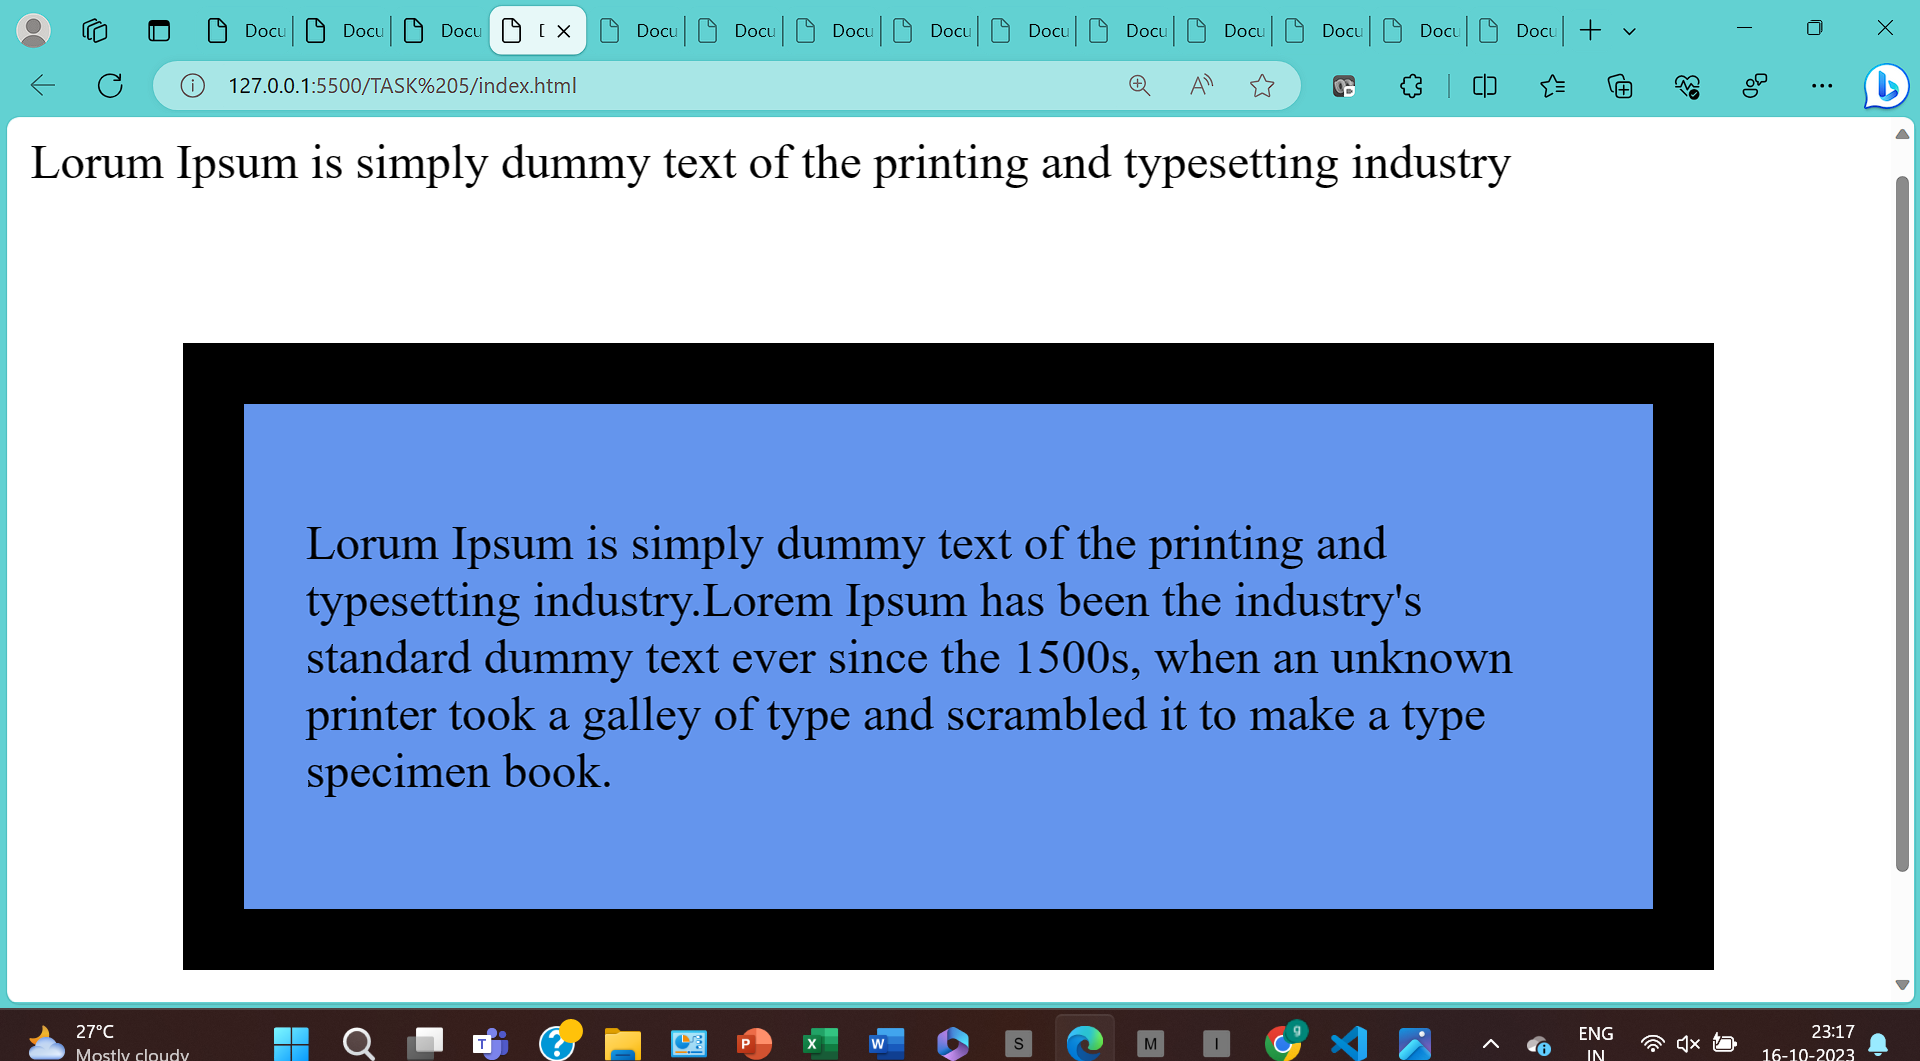 Docu Docu Docu Docu Docu Docu Docu Docu Docu Docu Docu Docu Docu
127.0.0.1:5500/TASK%205/index.html
Lorum Ipsum is simply dummy text of the printing and typesetting industry
Lorum Ipsum is simply dummy text of the printing and
typesetting industry.Lorem Ipsum has been the industry's
standard dummy text ever since the 1500s, when an unknown
printer took a galley of type and scrambled it to make a type
specimen book.
27°C
Mostly cloudy
S M I
g
ENG
IN
23:17
16-10-2023